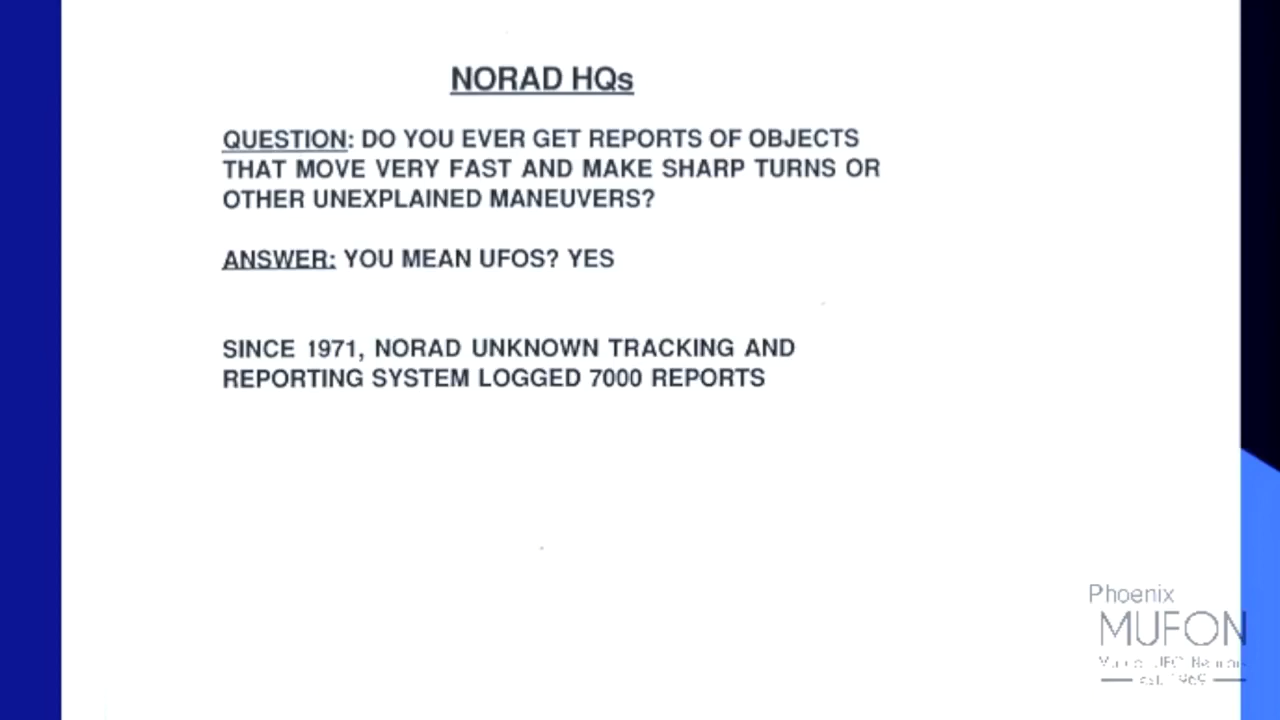 NORAD HQs
QUESTION: DO YOU EVER GET REPORTS OF OBJECTS
THAT MOVE VERY FAST AND MAKE SHARP TURNS OR
OTHER UNEXPLAINED MANEUVERS?
ANSWER: YOU MEAN UFOS? YES
SINCE 1971, NORAD UNKNOWN TRACKING AND
REPORTING SYSTEM LOGGED 7000 REPORTS
Phoenix
MUFON
est. 1969